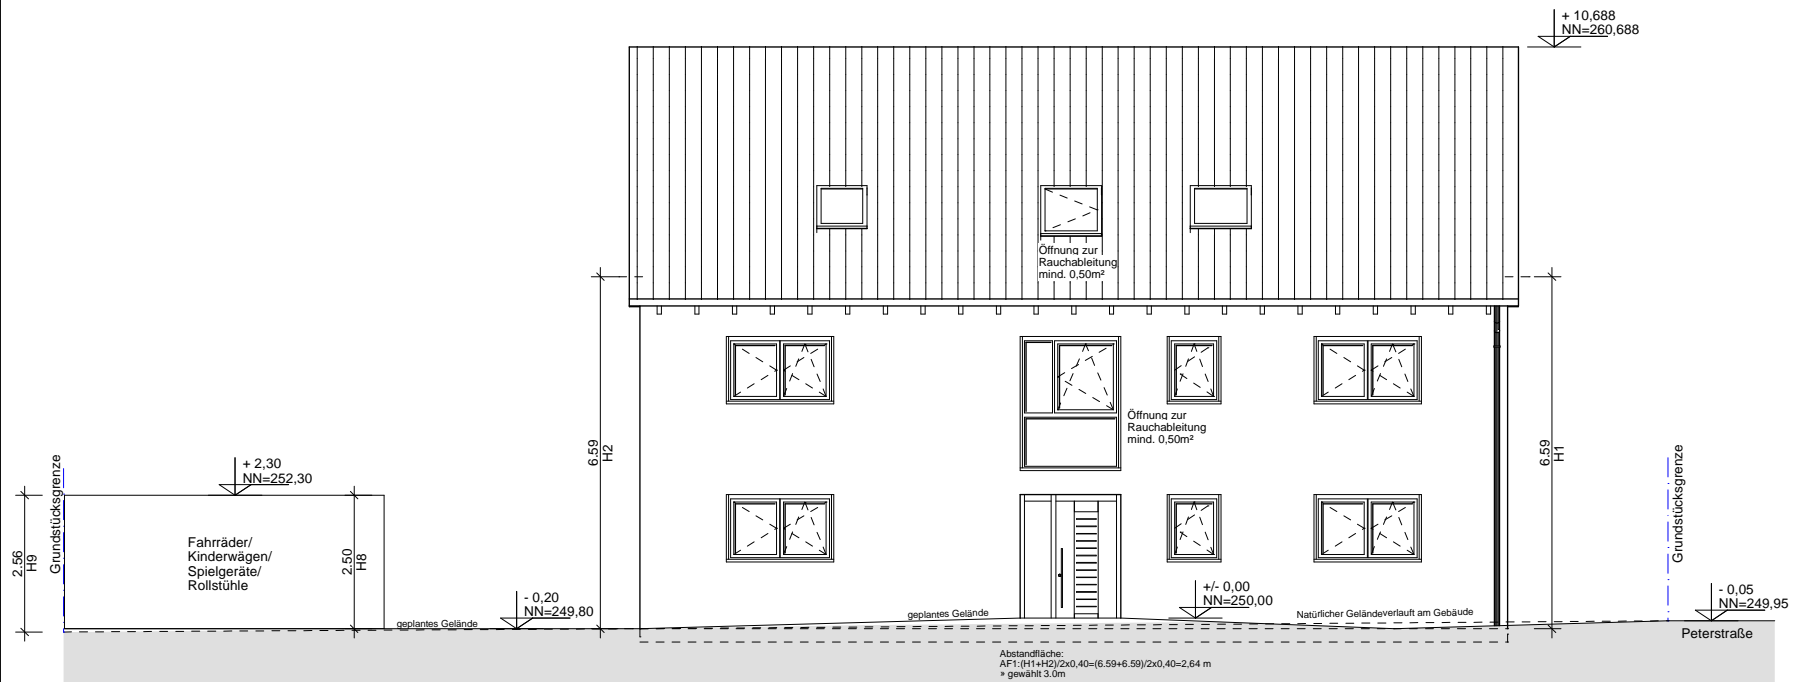 + 10,688
NN=260,688
Öffnung zur
Rauchableitung
mind. 0,50m²
Öffnung zur
Rauchableitung
mind. 0,50m²
6.59
H2
6.59
H1
Grundstücksgrenze
Grundstücksgrenze
+ 2,30
NN=252,30
2.56
H9
2.50
H8
Fahrräder/
Kinderwägen/
Spielgeräte/
Rollstühle
- 0,20
NN=249,80
+/- 0,00
NN=250,00
- 0,05
NN=249,95
geplantes Gelände
geplantes Gelände
Natürlicher Geländeverlauft am Gebäude
Peterstraße
Abstandfläche:
AF1:(H1+H2)/2x0,40=(6.59+6.59)/2x0,40=2,64 m
» gewählt 3.0m